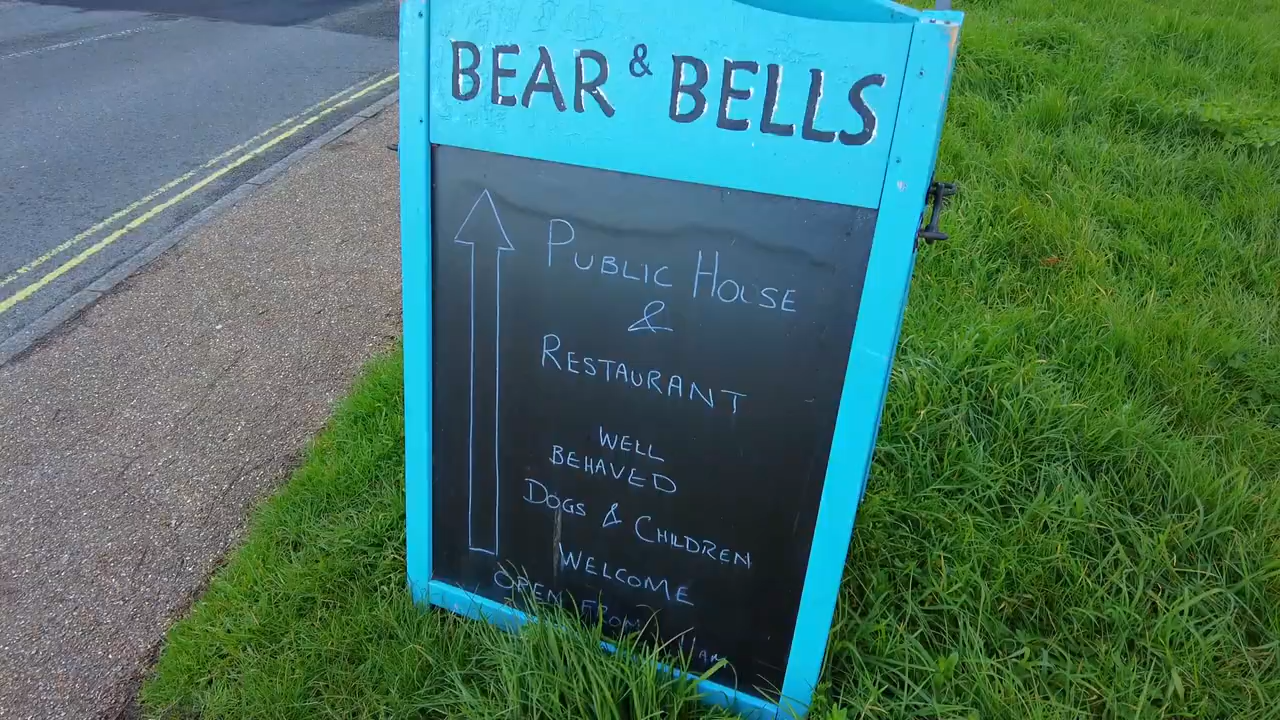 BEAR & BELLS
PUBLIC HOUSE
&
RESTAURANT
WELL
BEHAVED
DOGS & CHILDREN
WELCOME
OPEN FROM